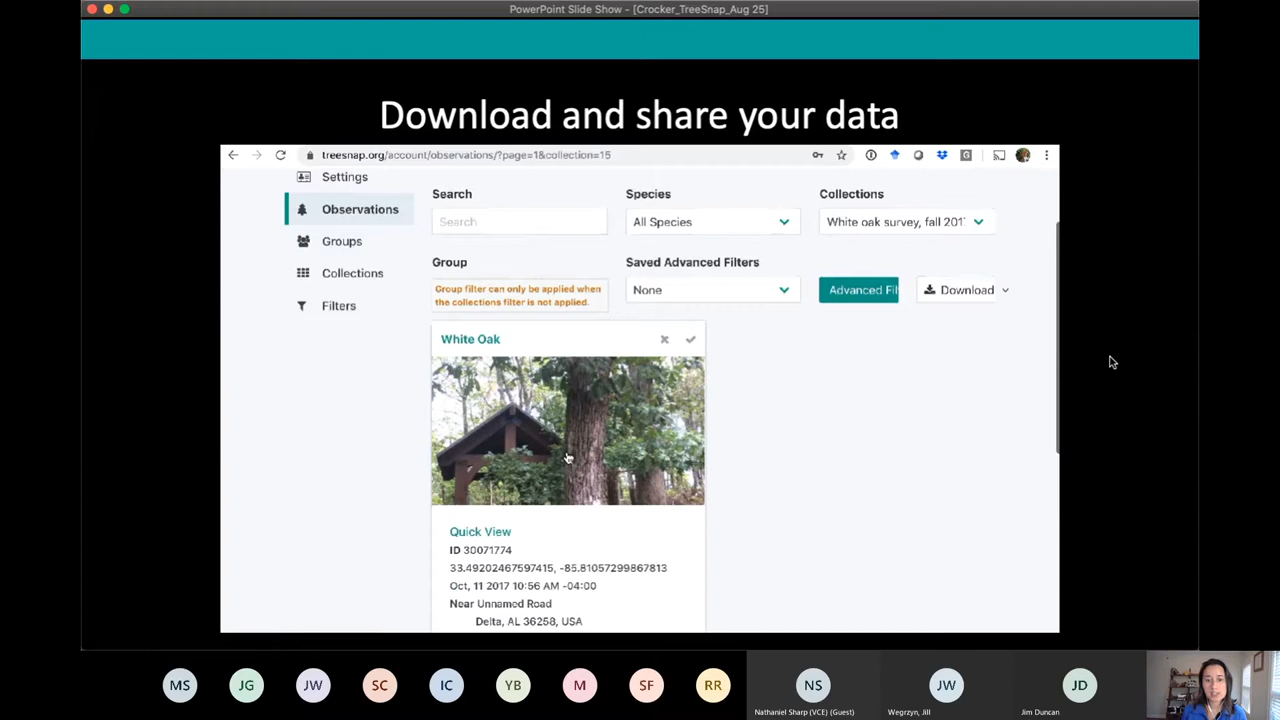 PowerPoint Slide Show - [Crocker_TreeSnap_Aug 25]
Download and share your data
treesnap.org/account/observations/?page=1&collection=15
Settings
Observations
Groups
Collections
Filters
Search
Species
Collections
Search
All Species
White oak survey, fall 201
Group
Saved Advanced Filters
Group filter can only be applied when
the collections filter is not applied.
None
Advanced Fil
Download
White Oak
Quick View
ID 30071774
33.49202467597415, -85.81057299867813
Oct, 11 2017 10:56 AM -04:00
Near Unnamed Road
Delta, AL 36258, USA
MS
JG
JW
SC
IC
YB
M
SF
RR
NS
JW
JD
Nathaniel Sharp (VCE) (Guest)
Wegrzyn, Jill
Jim Duncan